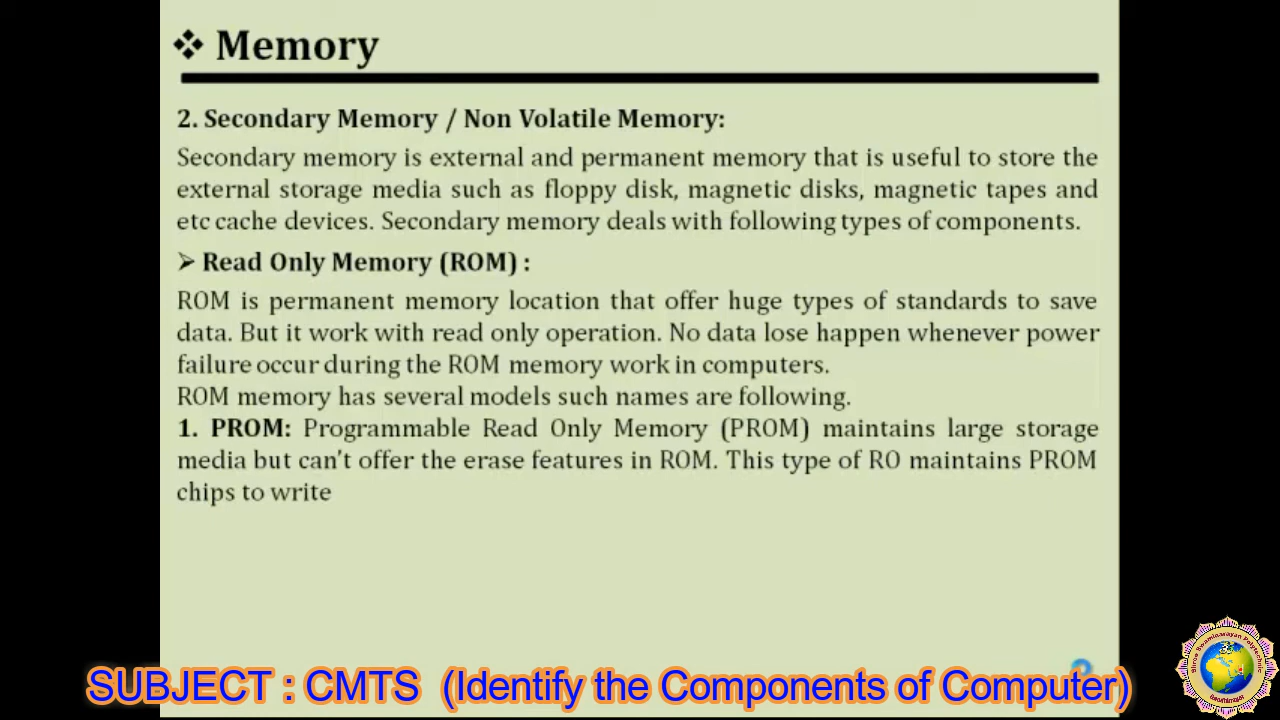 ❖ Memory
2. Secondary Memory / Non Volatile Memory:
Secondary memory is external and permanent memory that is useful to store the
external storage media such as floppy disk, magnetic disks, magnetic tapes and
etc cache devices. Secondary memory deals with following types of components.
➢ Read Only Memory (ROM) :
ROM is permanent memory location that offer huge types of standards to save
data. But it work with read only operation. No data lose happen whenever power
failure occur during the ROM memory work in computers.
ROM memory has several models such names are following.
1. PROM: Programmable Read Only Memory (PROM) maintains large storage
media but can't offer the erase features in ROM. This type of RO maintains PROM
chips to write
SUBJECT : CMTS (Identify the Components of Computer)